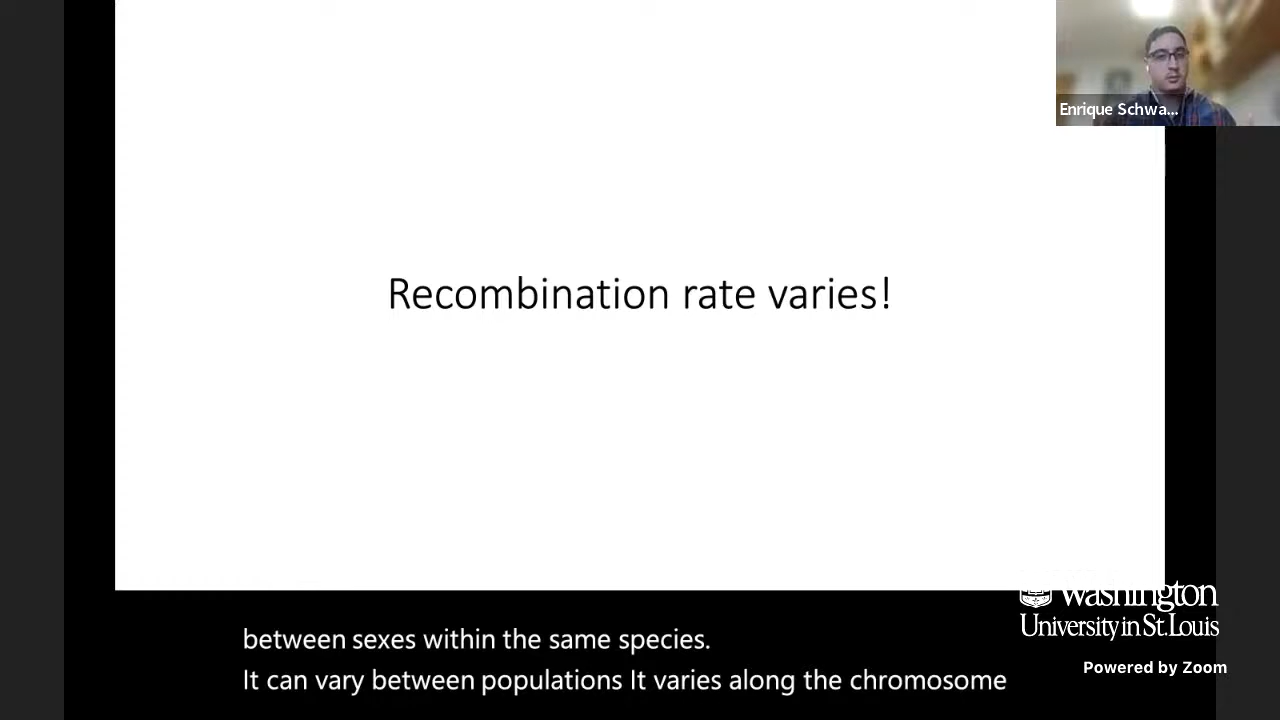 Enrique Schwa...
Recombination rate varies!
Washington
University in St. Louis
between sexes within the same species.
It can vary between populations It varies along the chromosome
Powered by Zoom